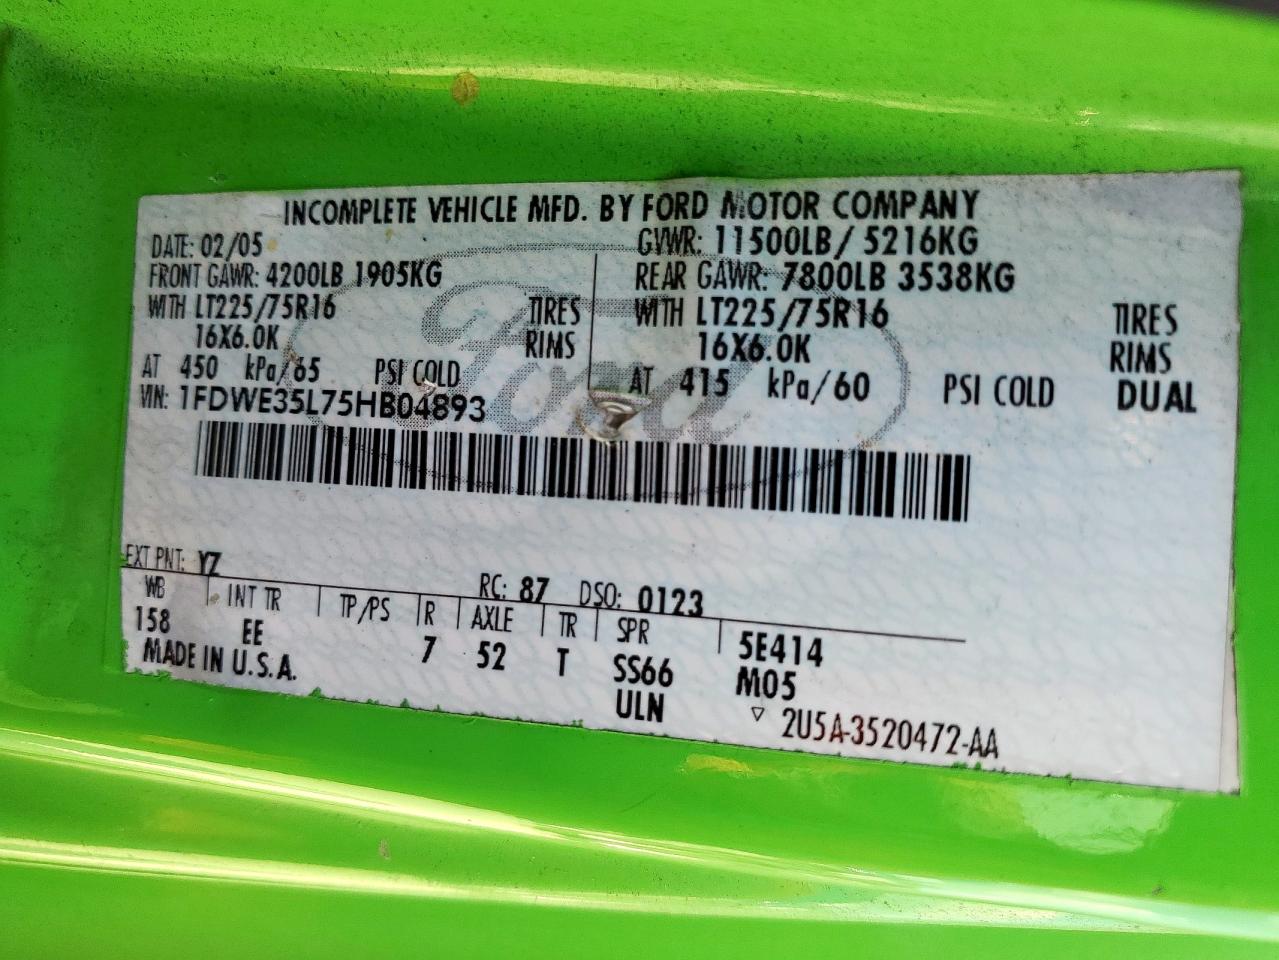 INCOMPLETE VEHICLE MFD. BY FORD MOTOR COMPANY
DATE: 02/05 GVWR: 11500LB/ 5216KG
FRONT GAWR: 4200LB 1905KG REAR GAWR: 7800LB 3538KG
WITH LT225/75R16 TIRES WITH LT225/75R16 TIRES
16X6.0K RIMS 16X6.0K RIMS
AT 450 kPa/65 PSI COLD AT 415 kPa/60 PSI COLD DUAL
VIN: 1FDWE35L75HB04893
Ford
EXT PNT: YZ RC: 87 DSO: 0123
WB INT TR TP/PS R AXLE TR SPR
158 EE 7 52 T SS66 5E414
MADE IN U.S.A. ULN M05
▽ 2U5A-3520472-AA